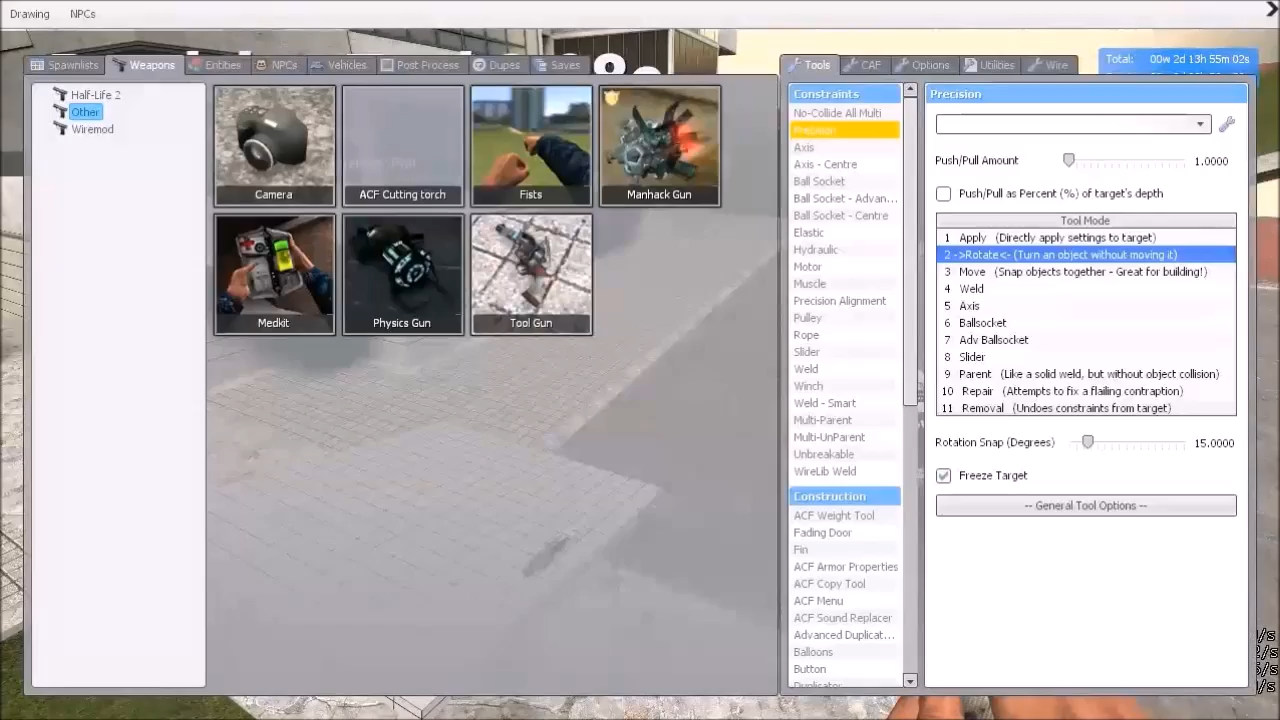 Drawing NPCs
Spawnlists Weapons Entities NPCs Vehicles Post Process Dupes Saves
Half-Life 2
Other
Wiremod
Camera
ACF Cutting torch
Fists
Manhack Gun
Medkit
Physics Gun
Tool Gun
Tools CAF Options Utilities Wire
Total: 00w 2d 13h 55m 02s
Constraints
No-Collide All Multi
Precision
Axis
Axis - Centre
Ball Socket
Ball Socket - Advan...
Ball Socket - Centre
Elastic
Hydraulic
Motor
Muscle
Precision Alignment
Pulley
Rope
Slider
Weld
Winch
Weld - Smart
Multi-Parent
Multi-UnParent
Unbreakable
WireLib Weld
Construction
ACF Weight Tool
Fading Door
Fin
ACF Armor Properties
ACF Copy Tool
ACF Menu
ACF Sound Replacer
Advanced Duplicat...
Balloons
Button
Duplicator
Precision
Push/Pull Amount 1.0000
Push/Pull as Percent (%) of target's depth
Tool Mode
1 Apply (Directly apply settings to target)
2 ->Rotate<- (Turn an object without moving it)
3 Move (Snap objects together - Great for building!)
4 Weld
5 Axis
6 Ballsocket
7 Adv Ballsocket
8 Slider
9 Parent (Like a solid weld, but without object collision)
10 Repair (Attempts to fix a flailing contraption)
11 Removal (Undoes constraints from target)
Rotation Snap (Degrees) 15.0000
Freeze Target
-- General Tool Options --
/s
/s
/s
/s